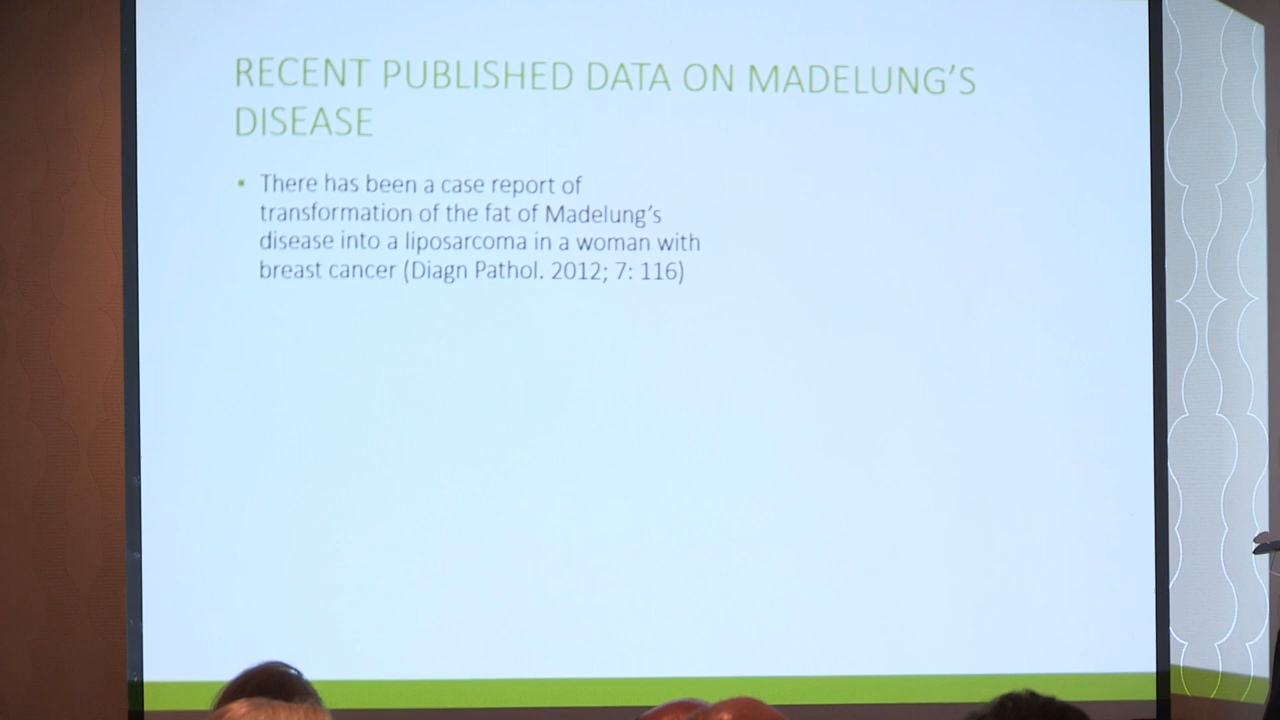 RECENT PUBLISHED DATA ON MADELUNG'S
DISEASE
▪ There has been a case report of
transformation of the fat of Madelung's
disease into a liposarcoma in a woman with
breast cancer (Diagn Pathol. 2012; 7: 116)